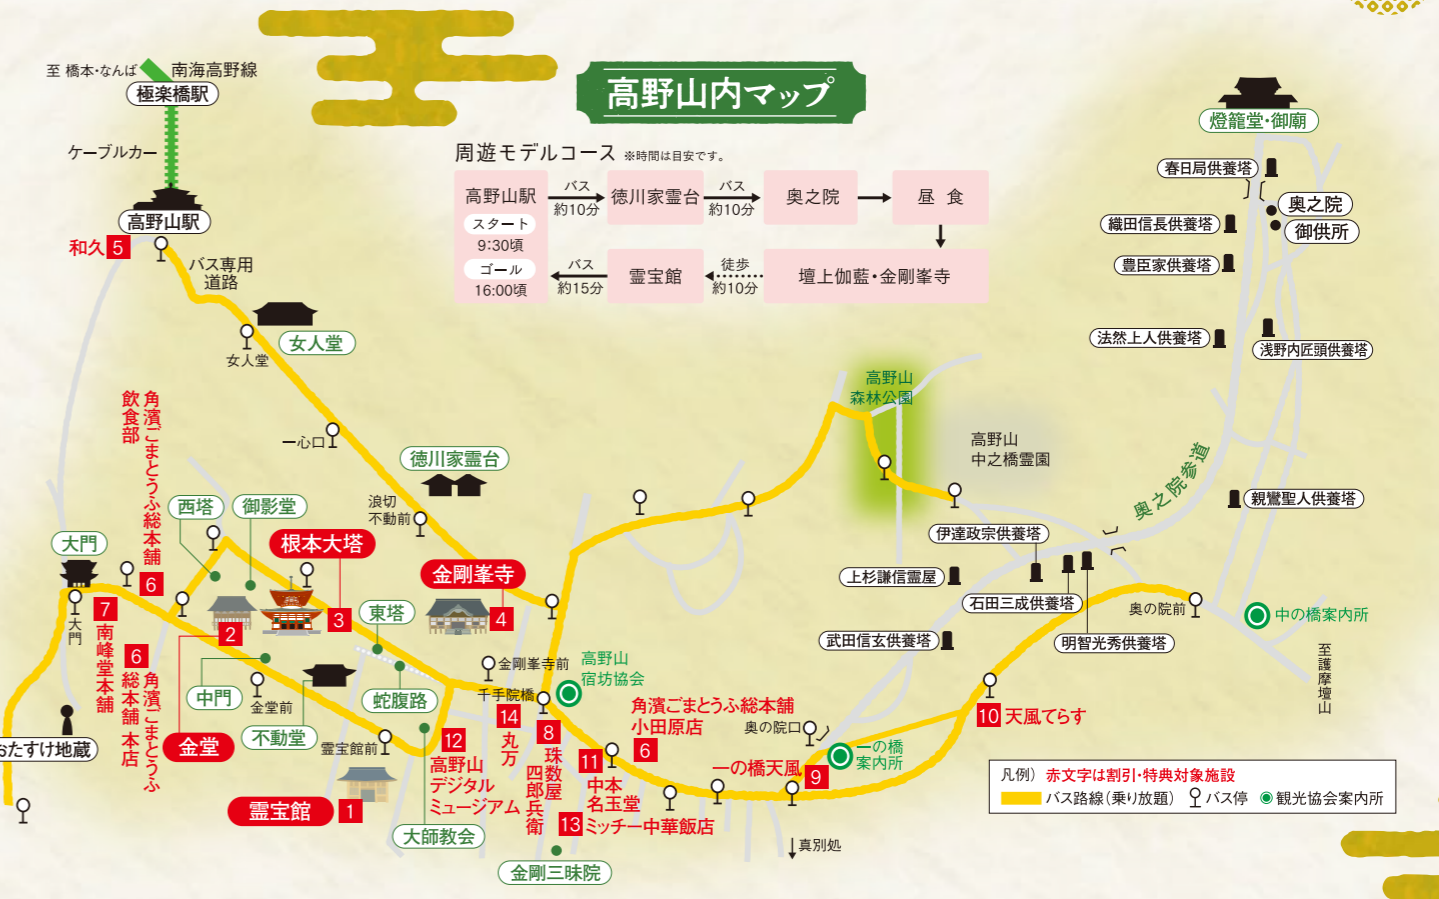 高野山内マップ
至 橋本・なんば
南海高野線
極楽橋駅
ケーブルカー
高野山駅
和久 5
バス専用
道路
女人堂
女人堂
一心口
周遊モデルコース ※時間は目安です。
高野山駅
スタート
9:30頃
ゴール
16:00頃
バス
約10分
徳川家霊台
バス
約10分
奥之院
昼 食
壇上伽藍・金剛峯寺
徒歩
約10分
霊宝館
バス
約15分
燈籠堂・御廟
春日局供養塔
奥之院
御供所
織田信長供養塔
豊臣家供養塔
法然上人供養塔
浅野内匠頭供養塔
高野山
森林公園
高野山
中之橋霊園
奥之院参道
親鸞聖人供養塔
伊達政宗供養塔
上杉謙信霊屋
石田三成供養塔
明智光秀供養塔
武田信玄供養塔
奥の院前
中の橋案内所
至護摩壇山
徳川家霊台
浪切
不動前
角濱ごまとうふ総本舗
飲食部
6
西塔
御影堂
根本大塔
3
大門
大門
7
南峰堂本舗
6
角濱ごまとうふ
総本舗 本店
2
金堂
中門
金堂前
不動堂
東塔
蛇腹路
金剛峯寺
4
金剛峯寺前
千手院橋
高野山
宿坊協会
おたすけ地蔵
霊宝館前
霊宝館 1
12
高野山
デジタル
ミュージアム
大師教会
14
丸万
8
珠数屋
四郎兵衛
11
中本
名玉堂
13 ミッチー中華飯店
金剛三昧院
角濱ごまとうふ総本舗
小田原店
6
奥の院口
一の橋
案内所
一の橋天風 9
10 天風てらす
真別処
凡例） 赤文字は割引・特典対象施設
バス路線（乗り放題） バス停 観光協会案内所